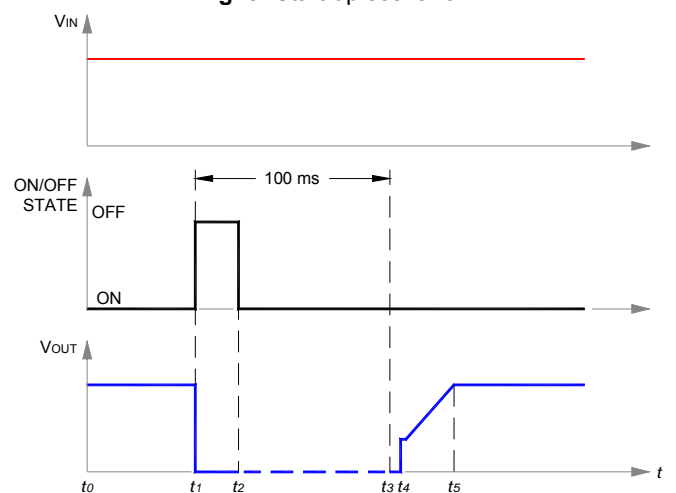 VIN
100 ms
ON/OFF
STATE
OFF
ON
VOUT
t
t0 t1 t2 t3 t4 t5